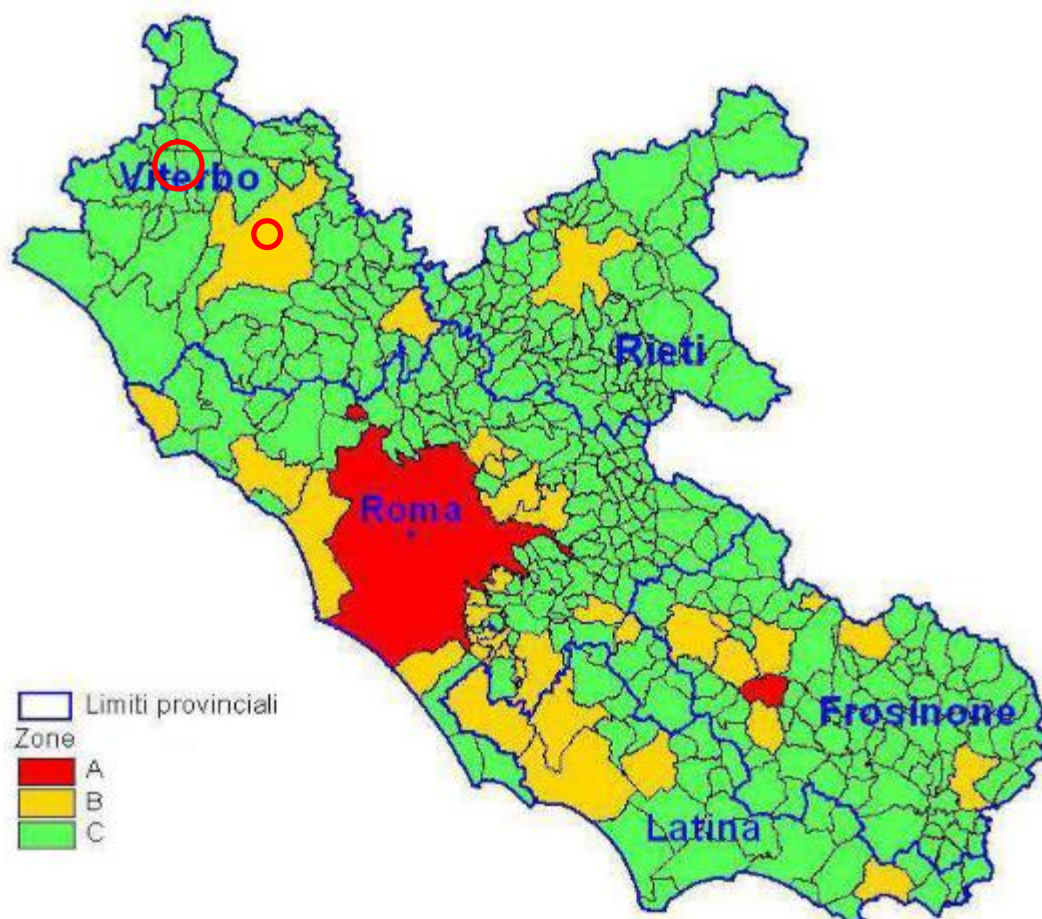 Viterbo
Rieti
Roma
Frosinone
Latina
Limiti provinciali
Zone
A
B
C